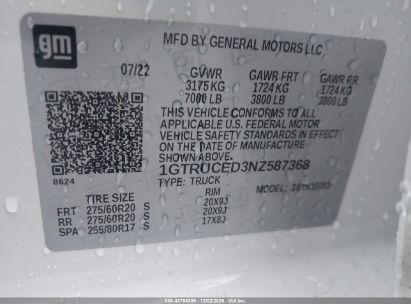 gm
MFD BY GENERAL MOTORS LLC
07/22 GVWR GAWR FRT GAWR RR
3175 KG 1724 KG 1724 KG
7000 LB 3800 LB 3800 LB
THIS VEHICLE CONFORMS TO ALL
APPLICABLE U.S. FEDERAL MOTOR
VEHICLE SAFETY STANDARDS IN EFFECT
ON THE DATE OF MANUFACTURE
SHOWN ABOVE.
8624 1GTRUCED3NZ587368
TYPE: TRUCK MODEL:
TIRE SIZE RIM
FRT 275/60R20 S 20X9J
RR 275/60R20 S 20X9J
SPA 255/80R17 S 17X8J